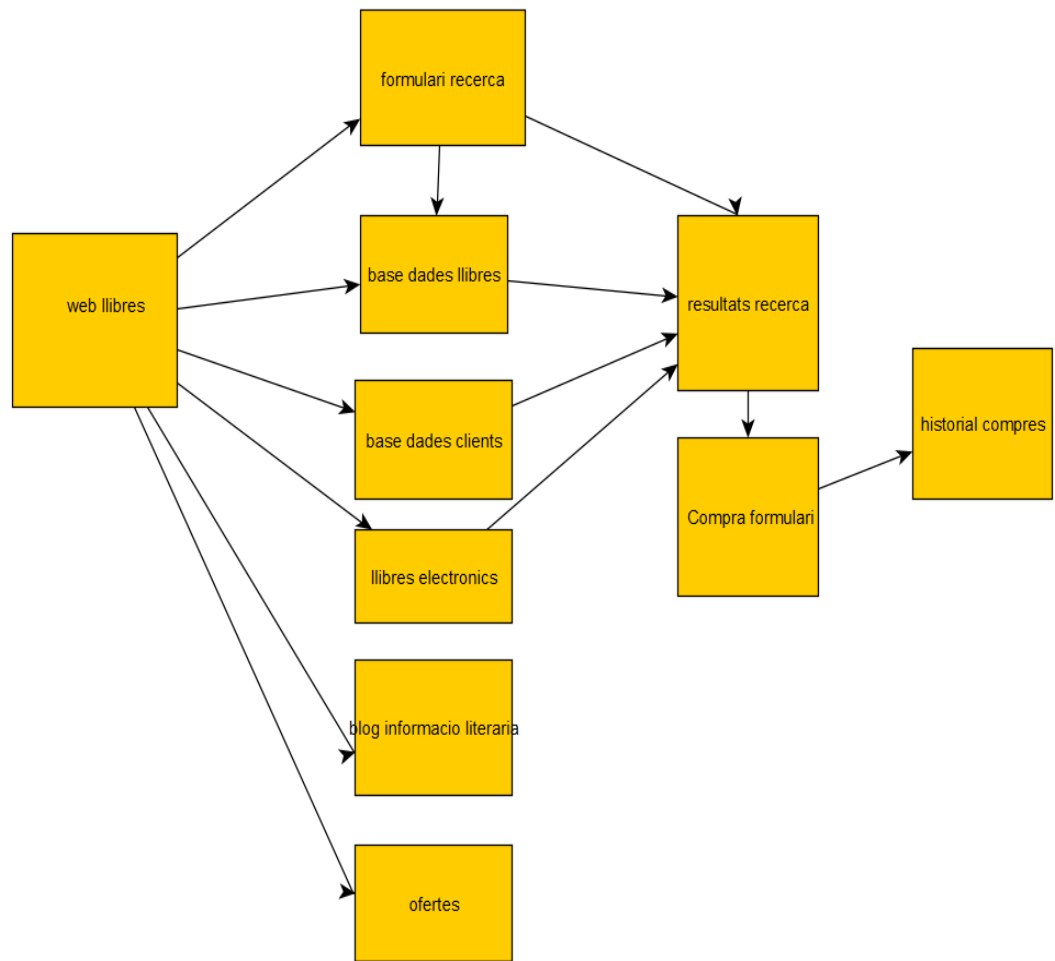 formulari recerca
base dades llibres
web llibres
resultats recerca
historial compres
base dades clients
Compra formulari
llibres electronics
blog informacio literaria
ofertes